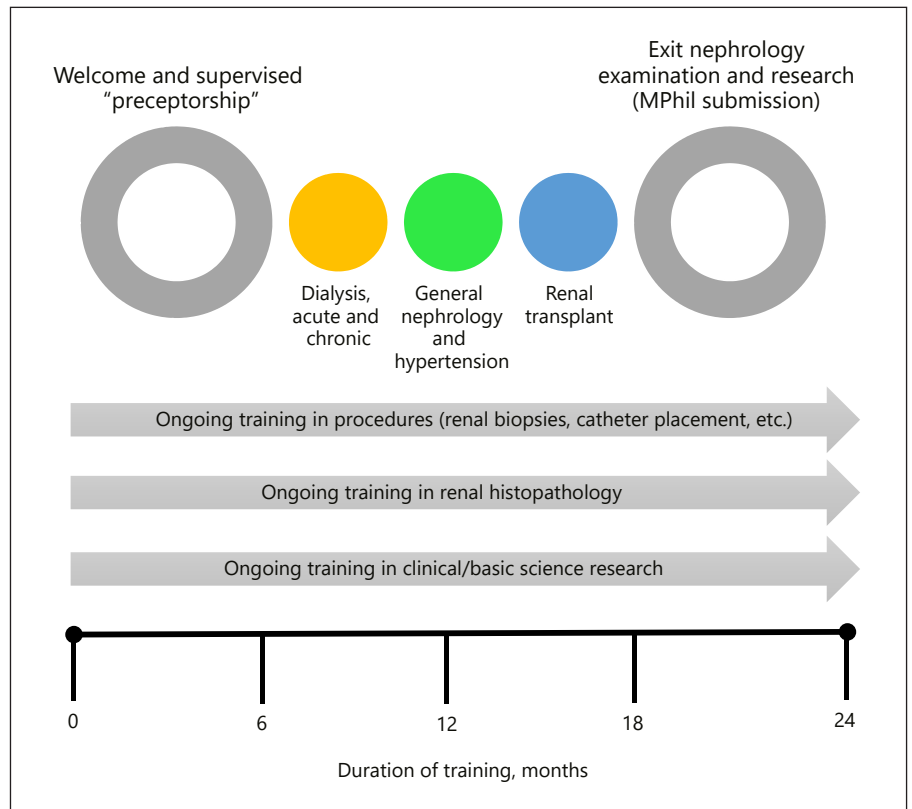 Welcome and supervised
“preceptorship”
Exit nephrology
examination and research
(MPhil submission)
Dialysis,
acute and
chronic
General
nephrology
and
hypertension
Renal
transplant
Ongoing training in procedures (renal biopsies, catheter placement, etc.)
Ongoing training in renal histopathology
Ongoing training in clinical/basic science research
0
6
12
18
24
Duration of training, months